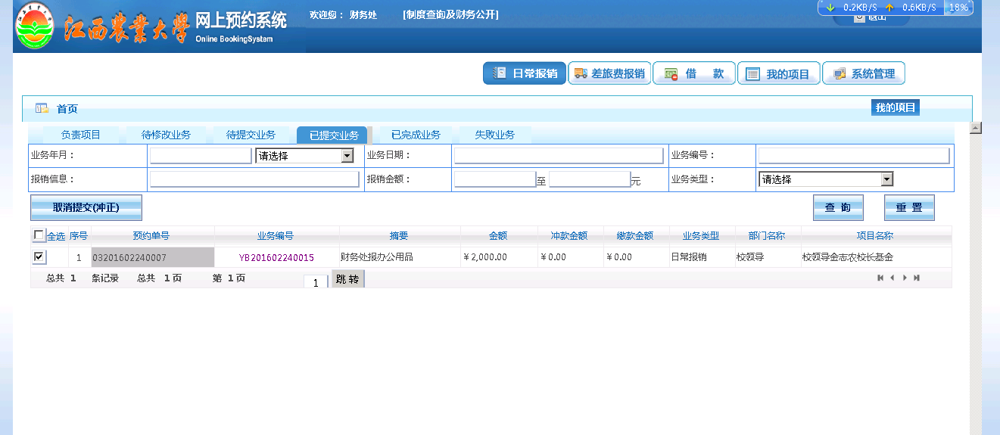 江西农业大学 网上预约系统 欢迎您： 财务处 [制度查询及财务公开] 0.2KB/S 0.6KB/S 18%
Online BookingSystem 退出
日常报销 差旅费报销 借 款 我的项目 系统管理
首页 我的项目
负责项目 待修改业务 待提交业务 已提交业务 已完成业务 失败业务
业务年月： 请选择 业务日期： 业务编号：
报销信息： 报销金额： 至 元 业务类型： 请选择
取消提交(冲正) 查 询 重 置
全选 序号 预约单号 业务编号 摘要 金额 冲款金额 缴款金额 业务类型 部门名称 项目名称
1 03201602240007 YB201602240015 财务处报办公用品 ¥2,000.00 ¥0.00 ¥0.00 日常报销 校领导 校领导金志农校长基金
总共 1 条记录 总共 1页 第 1页 1 跳 转